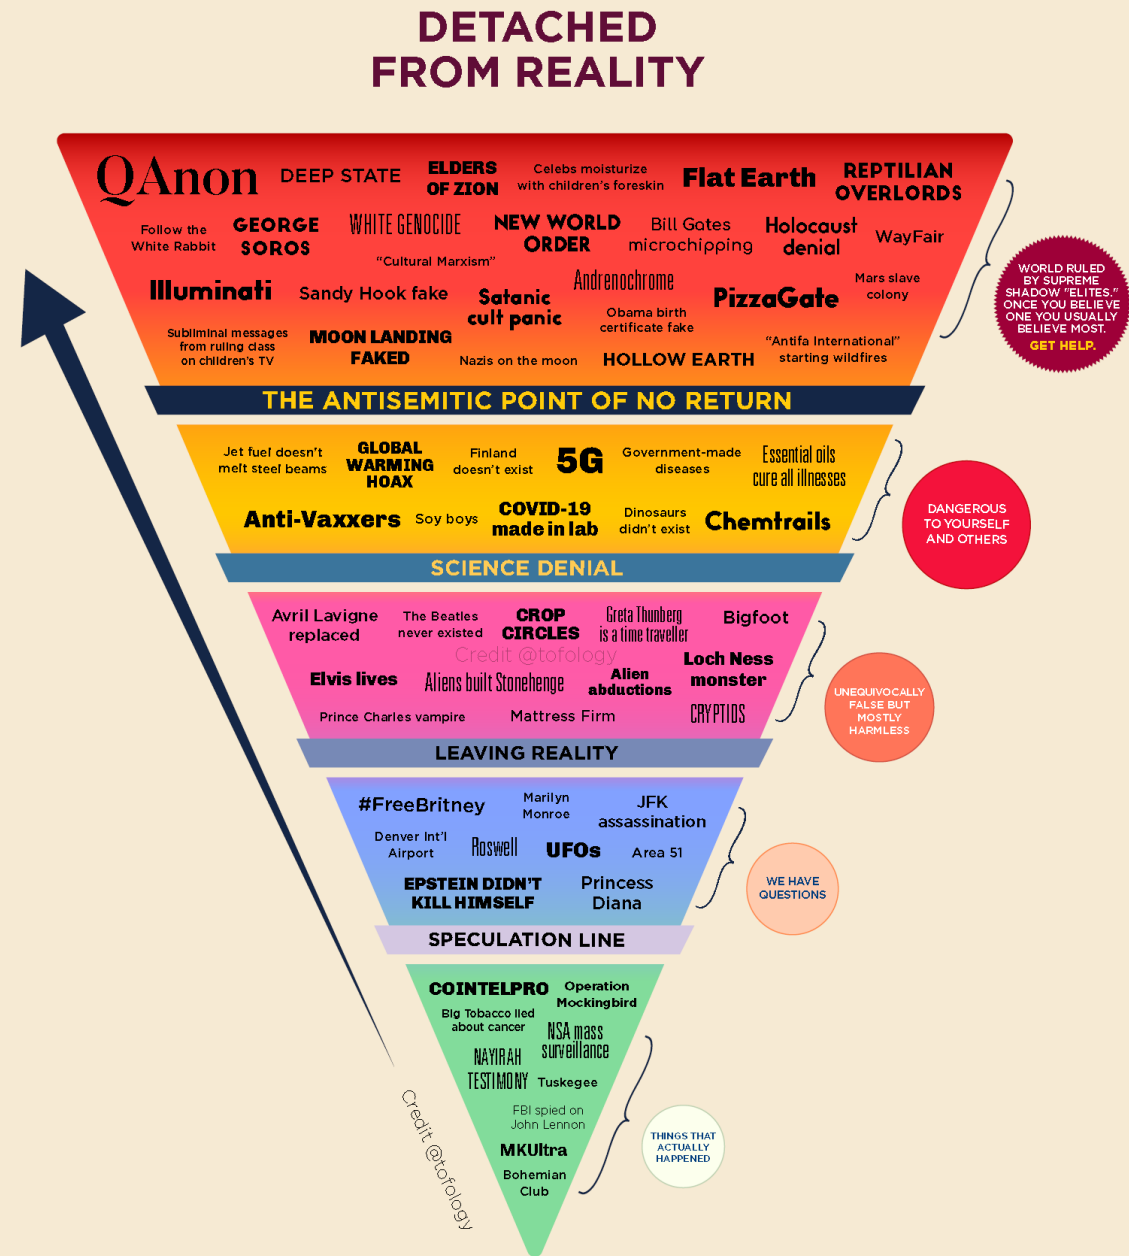 DETACHED
FROM REALITY
QAnon
DEEP STATE
ELDERS
OF ZION
Celebs moisturize
with children's foreskin
Flat Earth
REPTILIAN
OVERLORDS
Follow the
White Rabbit
GEORGE
SOROS
WHITE GENOCIDE
NEW WORLD
ORDER
Bill Gates
microchipping
Holocaust
denial
WayFair
"Cultural Marxism"
Illuminati
Sandy Hook fake
Satanic
cult panic
Andrenochrome
PizzaGate
Mars slave
colony
Obama birth
certificate fake
Subliminal messages
from ruling class
on children's TV
MOON LANDING
FAKED
Nazis on the moon
HOLLOW EARTH
"Antifa International"
starting wildfires
WORLD RULED
BY SUPREME
SHADOW "ELITES."
ONCE YOU BELIEVE
ONE YOU USUALLY
BELIEVE MOST.
GET HELP.
THE ANTISEMITIC POINT OF NO RETURN
Jet fuel doesn't
melt steel beams
GLOBAL
WARMING
HOAX
Finland
doesn't exist
5G
Government-made
diseases
Essential oils
cure all illnesses
Anti-Vaxxers
Soy boys
COVID-19
made in lab
Dinosaurs
didn't exist
Chemtrails
DANGEROUS
TO YOURSELF
AND OTHERS
SCIENCE DENIAL
Avril Lavigne
replaced
The Beatles
never existed
CROP
CIRCLES
Greta Thunberg
is a time traveller
Bigfoot
Credit @tofology
Elvis lives
Aliens built Stonehenge
Alien
abductions
Loch Ness
monster
Prince Charles vampire
Mattress Firm
CRYPTIDS
UNEQUIVOCALLY
FALSE BUT
MOSTLY
HARMLESS
LEAVING REALITY
#FreeBritney
Marilyn
Monroe
JFK
assassination
Denver Int'l
Airport
Roswell
UFOs
Area 51
EPSTEIN DIDN'T
KILL HIMSELF
Princess
Diana
WE HAVE
QUESTIONS
SPECULATION LINE
COINTELPRO
Operation
Mockingbird
Big Tobacco lied
about cancer
NSA mass
surveillance
NAYIRAH
TESTIMONY
Tuskegee
FBI spied on
John Lennon
MKUltra
Bohemian
Club
THINGS THAT
ACTUALLY
HAPPENED
Credit @tofology